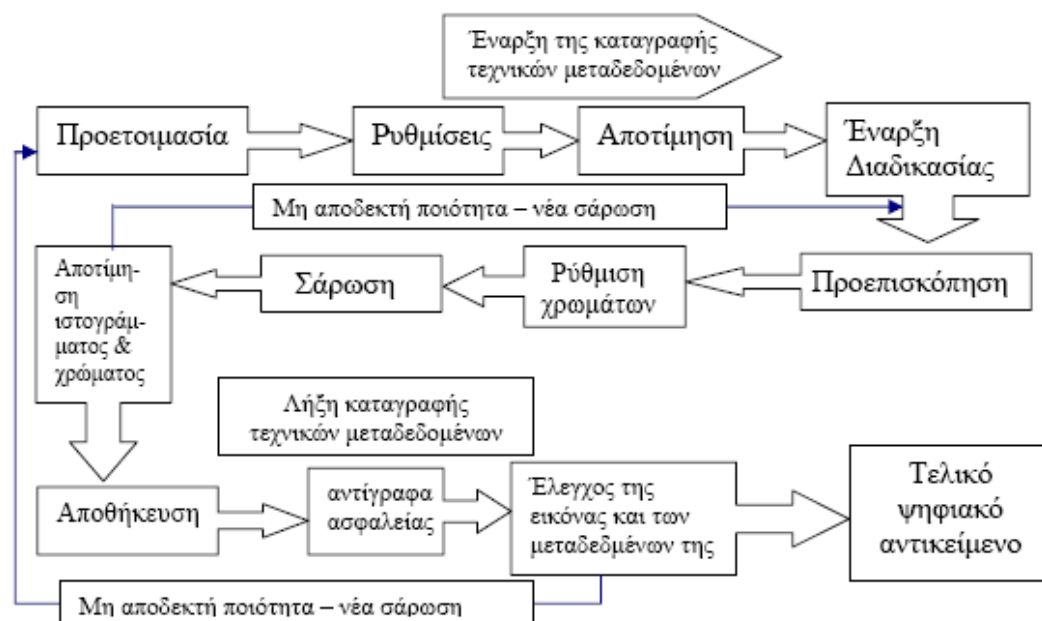 Έναρξη της καταγραφής
τεχνικών μεταδεδομένων
Προετοιμασία
Ρυθμίσεις
Αποτίμηση
Έναρξη
Διαδικασίας
Μη αποδεκτή ποιότητα – νέα σάρωση
Προεπισκόπηση
Ρύθμιση
χρωμάτων
Σάρωση
Αποτίμη-
ση
ιστογράμ-
ματος &
χρώματος
Λήξη καταγραφής
τεχνικών μεταδεδομένων
Αποθήκευση
αντίγραφα
ασφαλείας
Έλεγχος της
εικόνας και των
μεταδεδμένων της
Τελικό
ψηφιακό
αντικείμενο
Μη αποδεκτή ποιότητα – νέα σάρωση